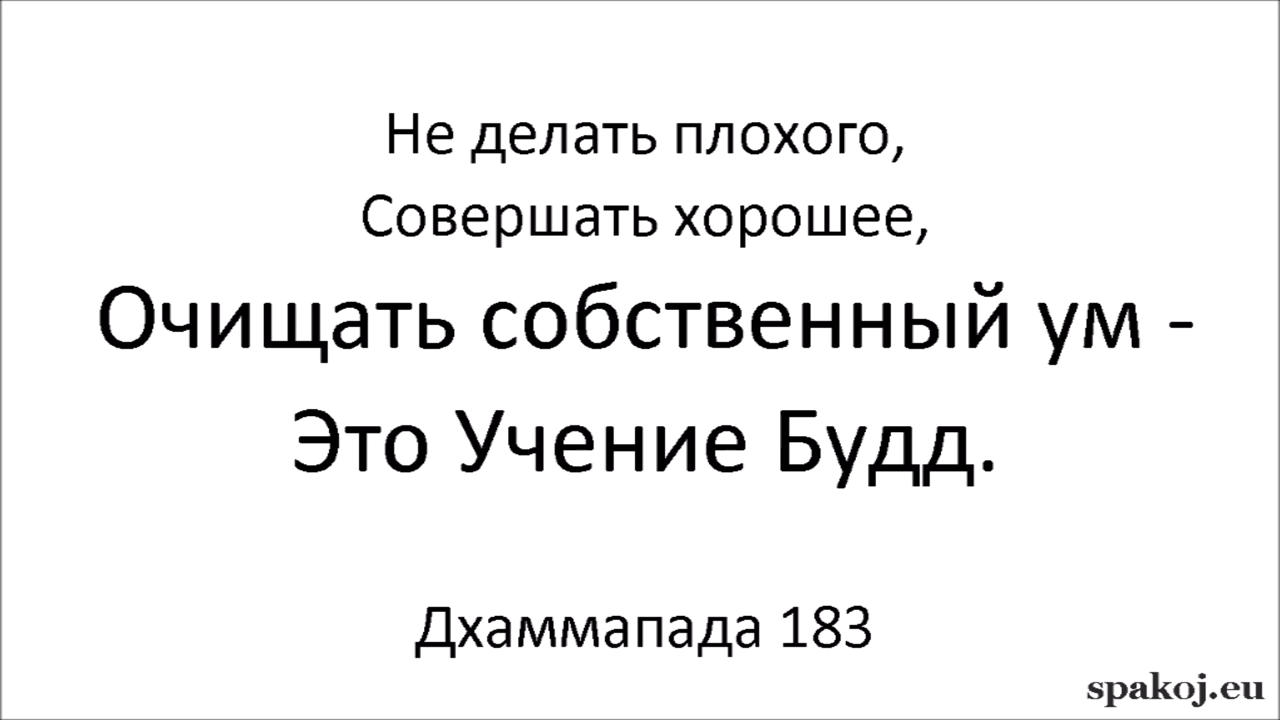 Не делать плохого,
Совершать хорошее,
Очищать собственный ум -
Это Учение Будд.
Дхаммапада 183
spakoj.eu